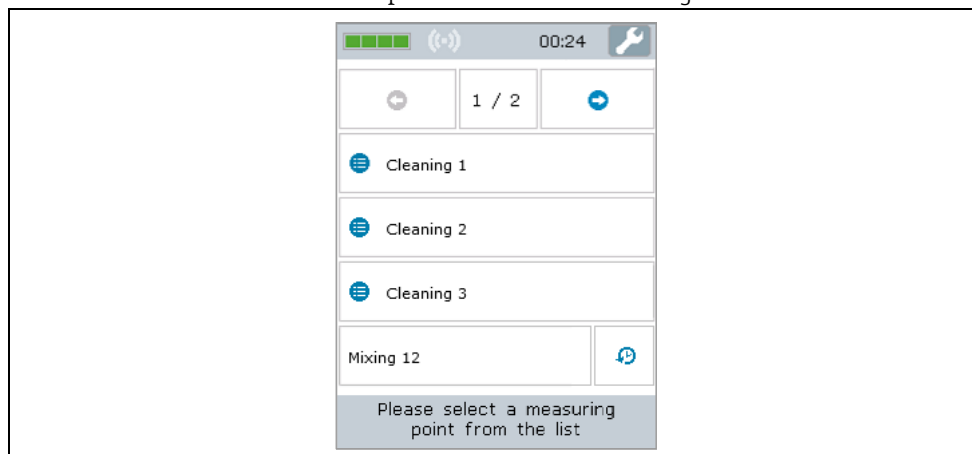 00:24
1 / 2
Cleaning 1
Cleaning 2
Cleaning 3
Mixing 12
Please select a measuring
point from the list